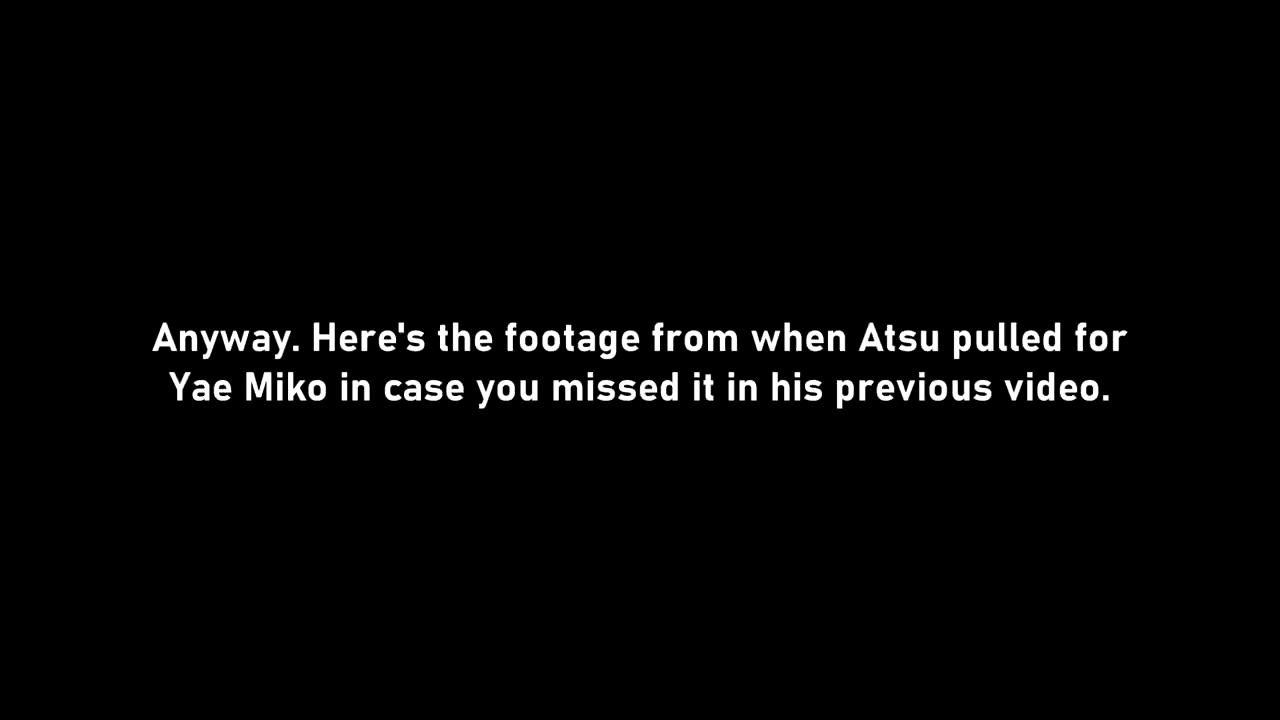 Anyway. Here's the footage from when Atsu pulled for
Yae Miko in case you missed it in his previous video.